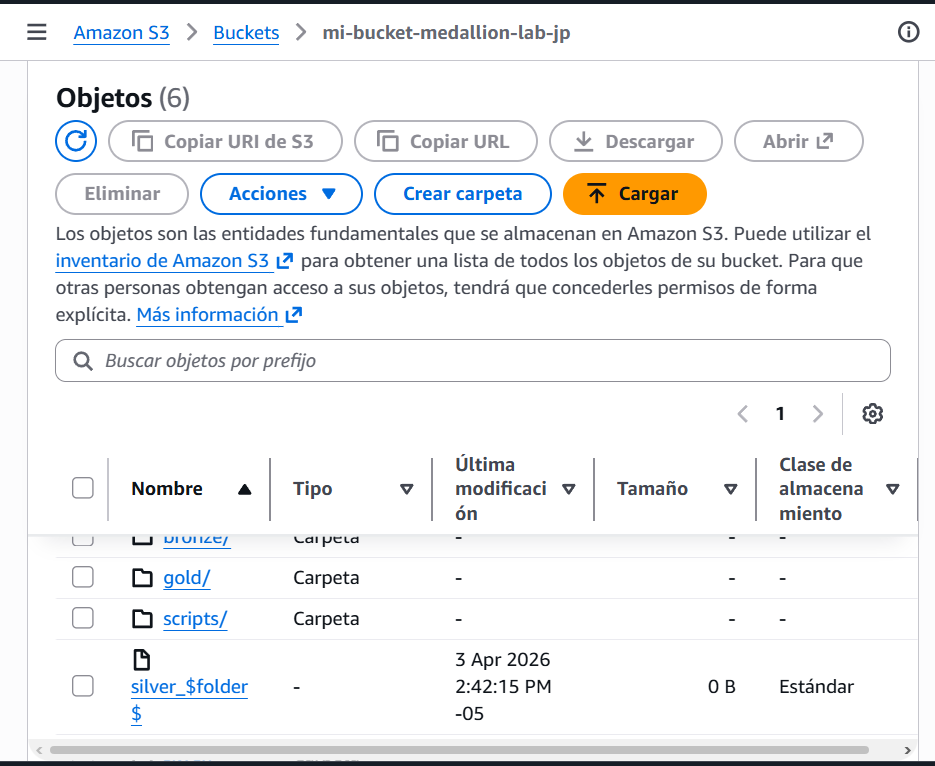 Amazon S3 > Buckets > mi-bucket-medallion-lab-jp
Objetos (6)
Copiar URI de S3 Copiar URL Descargar Abrir
Eliminar Acciones Crear carpeta Cargar
Los objetos son las entidades fundamentales que se almacenan en Amazon S3. Puede utilizar el
inventario de Amazon S3 para obtener una lista de todos los objetos de su bucket. Para que
otras personas obtengan acceso a sus objetos, tendrá que concederles permisos de forma
explícita. Más información
Buscar objetos por prefijo
1
Nombre Tipo Última modificaci ón Tamaño Clase de almacena miento
bronze/ Carpeta - - -
gold/ Carpeta - - -
scripts/ Carpeta - - -
silver_$folder$ - 3 Apr 2026 2:42:15 PM -05 0 B Estándar